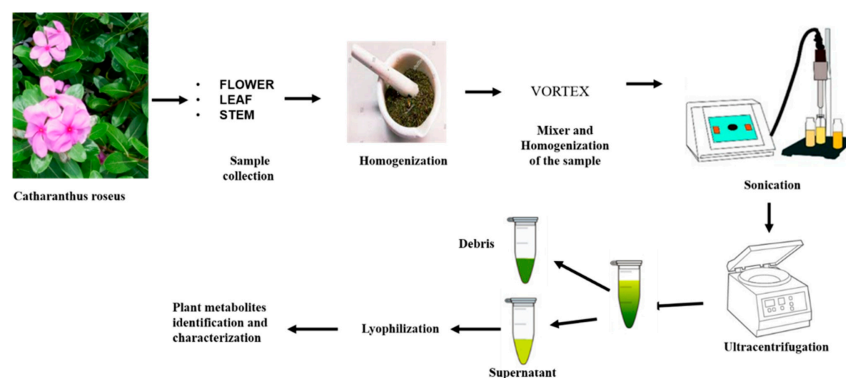 Catharanthus roseus
• FLOWER
• LEAF
• STEM
Sample
collection
Homogenization
VORTEX
Mixer and
Homogenization
of the sample
Sonication
Ultracentrifugation
Debris
Supernatant
Lyophilization
Plant metabolites
identification and
characterization